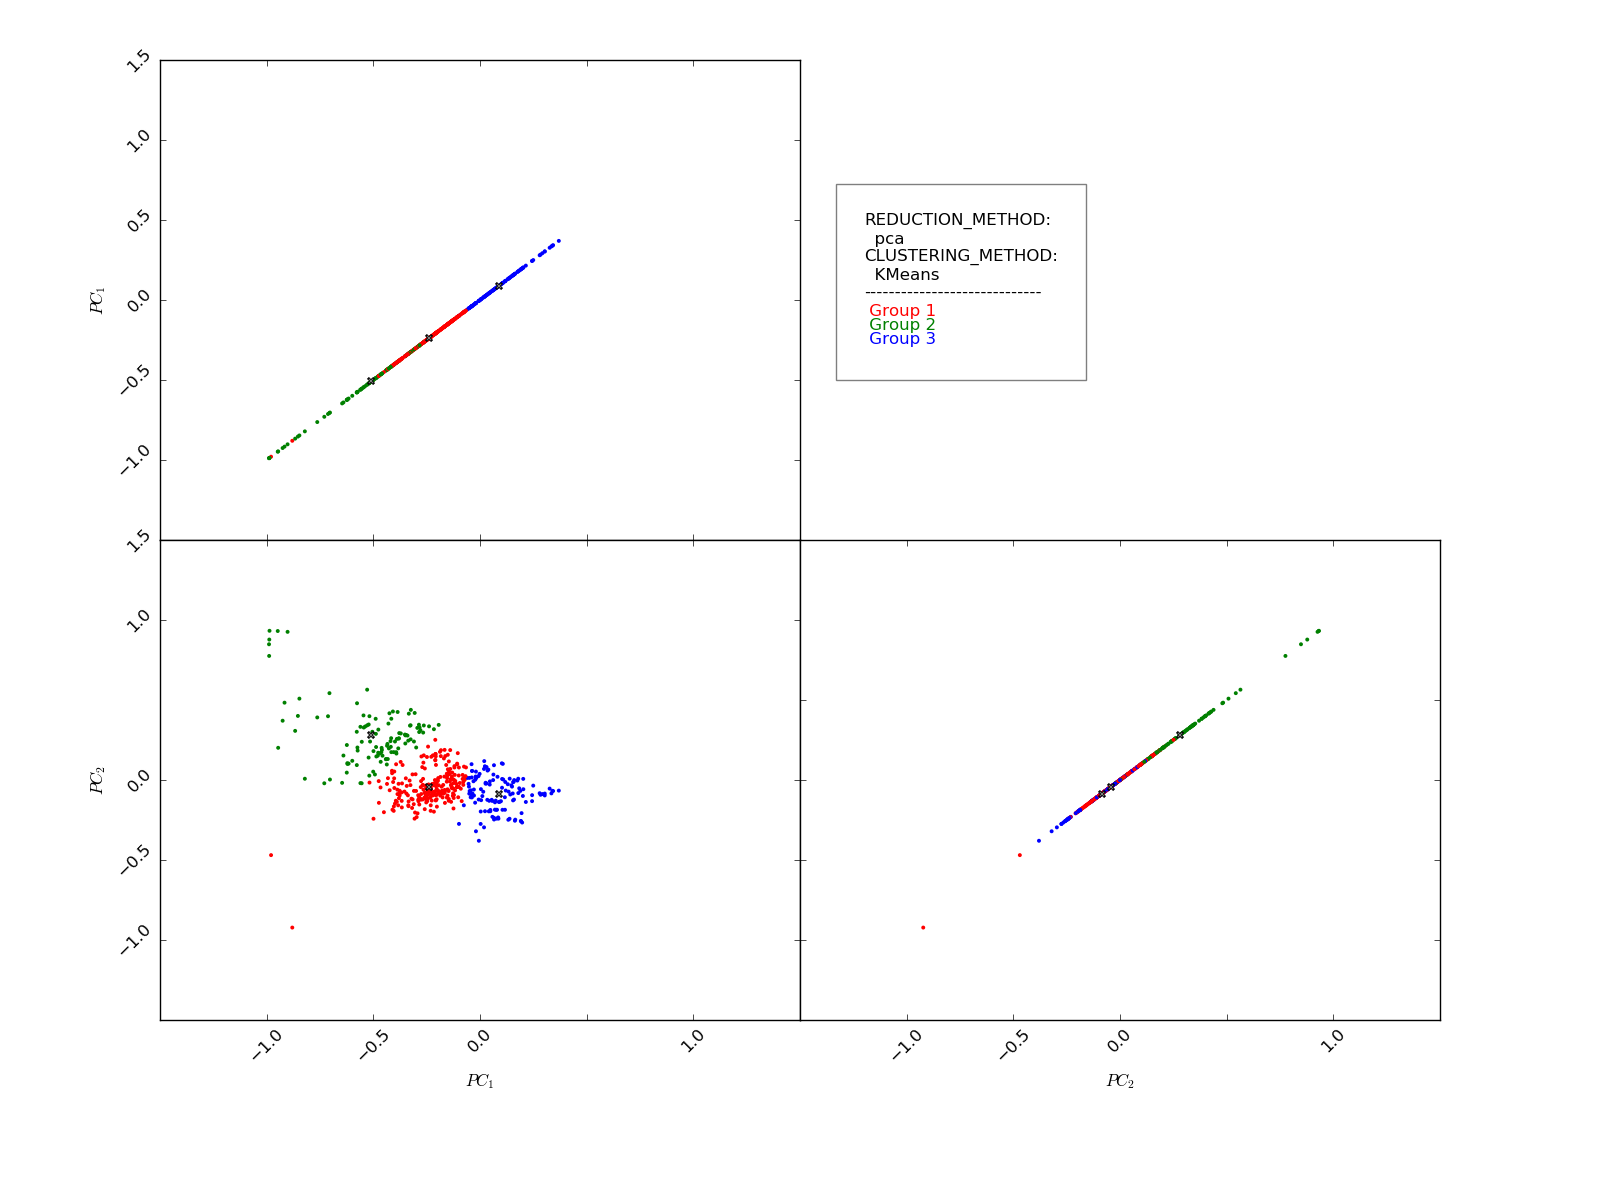 1.5
1.0
0.5
0.0
−0.5
−1.0
PC₁
REDUCTION_METHOD:
pca
CLUSTERING_METHOD:
KMeans
------------------------------
Group 1
Group 2
Group 3
1.5
1.0
0.0
−0.5
−1.0
PC₂
−1.0 −0.5 0.0 1.0
PC₁
−1.0 −0.5 0.0 1.0
PC₂